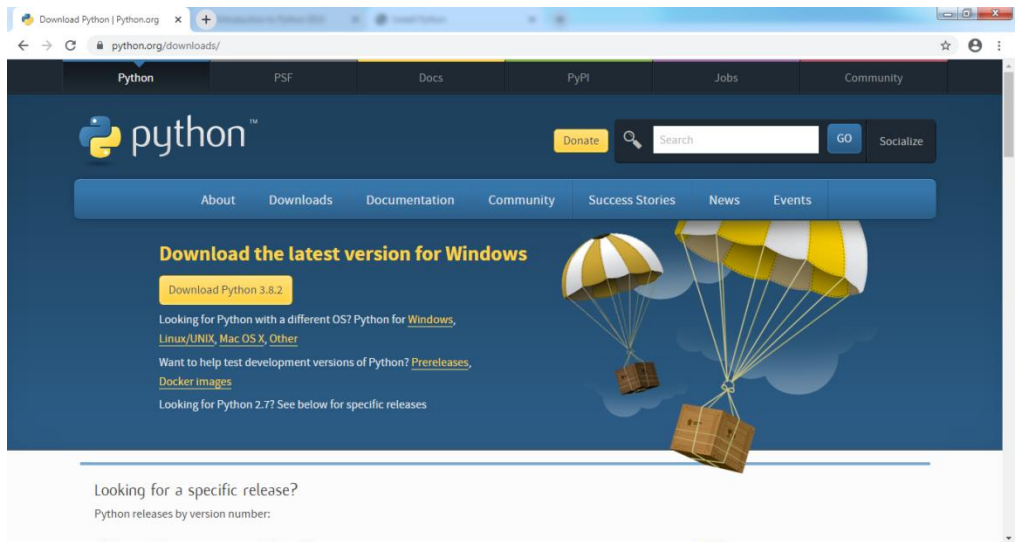 Download Python | Python.org
python.org/downloads/
Python PSF Docs PyPI Jobs Community
python™
Donate Search GO Socialize
About Downloads Documentation Community Success Stories News Events
Download the latest version for Windows
Download Python 3.8.2
Looking for Python with a different OS? Python for Windows,
Linux/UNIX, Mac OS X, Other
Want to help test development versions of Python? Prereleases,
Docker images
Looking for Python 2.7? See below for specific releases
Looking for a specific release?
Python releases by version number: